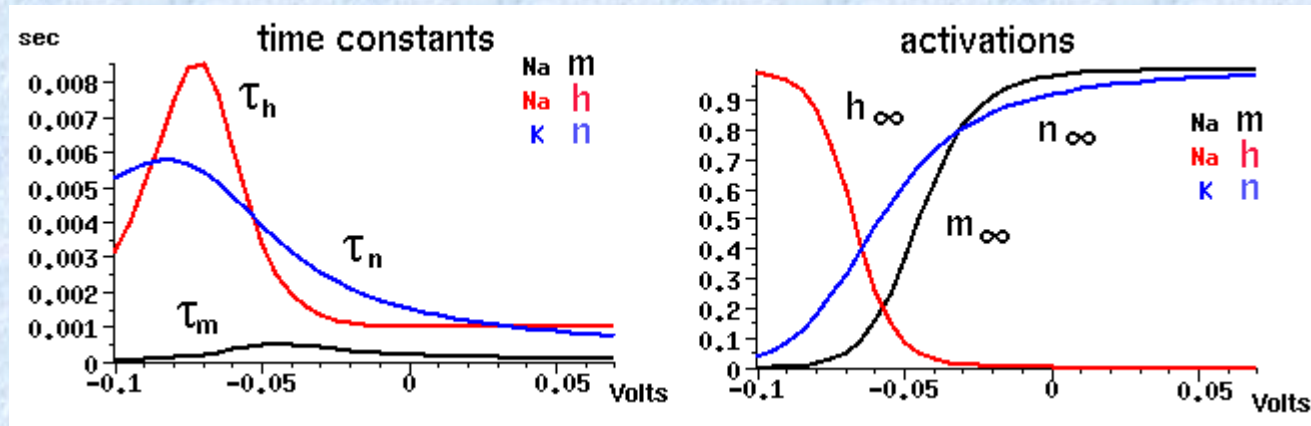 sec
time constants
Na m
Na h
K n
τh
τn
τm
0.008
0.007
0.006
0.005
0.004
0.003
0.002
0.001
0
-0.1
-0.05
0
0.05
Volts
activations
Na m
Na h
K n
h∞
n∞
m∞
0.9
0.8
0.7
0.6
0.5
0.4
0.3
0.2
0.1
0
-0.1
-0.05
0
0.05
Volts